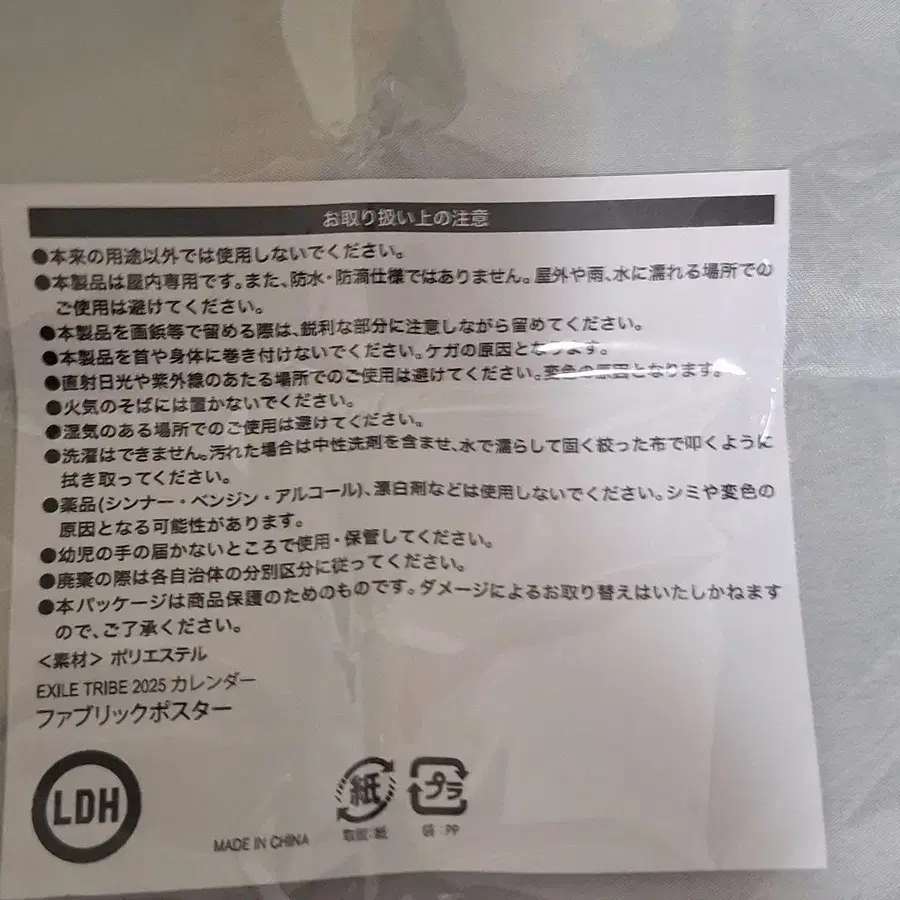 お取り扱い上の注意
●本来の用途以外では使用しないでください。
●本製品は屋内専用です。また、防水・防滴仕様ではありません。屋外や雨、水に濡れる場所での
ご使用は避けてください。
●本製品を画鋲等で留める際は、鋭利な部分に注意しながら留めてください。
●本製品を首や身体に巻き付けないでください。ケガの原因となります。
●直射日光や紫外線のあたる場所でのご使用は避けてください。変色の原因となります。
●火気のそばには置かないでください。
●湿気のある場所でのご使用は避けてください。
●洗濯はできません。汚れた場合は中性洗剤を含ませ、水で濡らして固く絞った布で叩くように
拭き取ってください。
●薬品(シンナー・ベンジン・アルコール)、漂白剤などは使用しないでください。シミや変色の
原因となる可能性があります。
●幼児の手の届かないところで使用・保管してください。
●廃棄の際は各自治体の分別区分に従ってください。
●本パッケージは商品保護のためのものです。ダメージによるお取り替えはいたしかねます
ので、ご了承ください。
＜素材＞ ポリエステル
EXILE TRIBE 2025 カレンダー
ファブリックポスター
LDH
MADE IN CHINA
紙
取説:紙
プラ
袋:PP